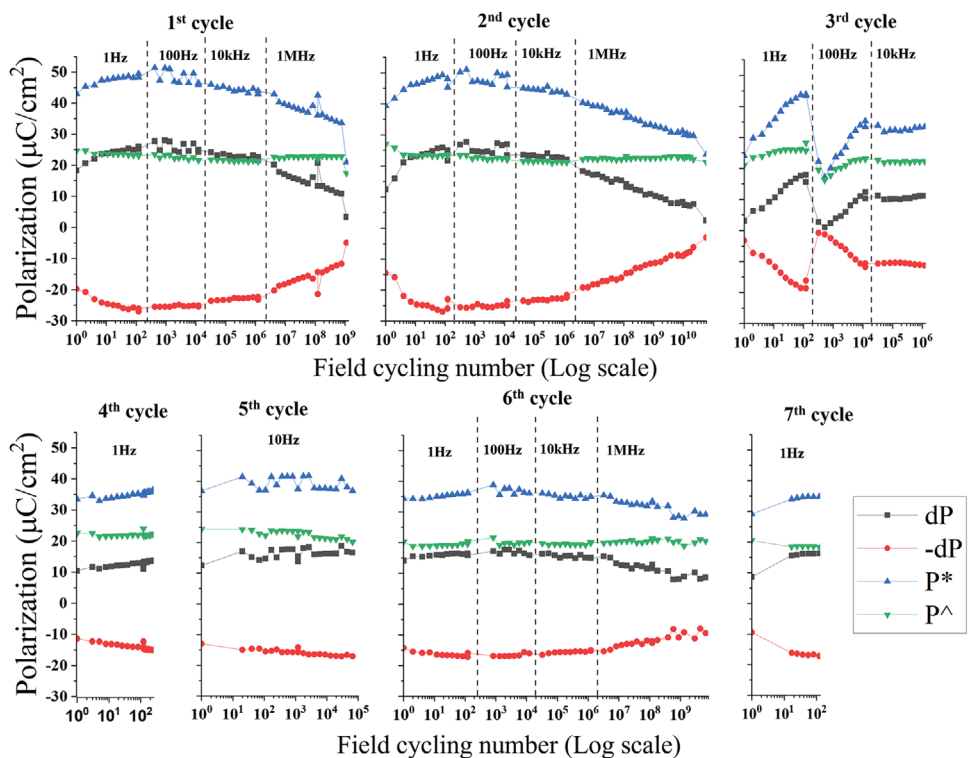 1st cycle
2nd cycle
3rd cycle
1Hz 100Hz 10kHz 1MHz
1Hz 100Hz 10kHz 1MHz
1Hz 100Hz 10kHz
Polarization (μC/cm2)
50
40
30
20
10
0
-10
-20
-30
10^0 10^1 10^2 10^3 10^4 10^5 10^6 10^7 10^8 10^9
10^0 10^1 10^2 10^3 10^4 10^5 10^6 10^7 10^8 10^9 10^10
10^0 10^1 10^2 10^3 10^4 10^5 10^6
Field cycling number (Log scale)
4th cycle
5th cycle
6th cycle
7th cycle
1Hz
10Hz
1Hz 100Hz 10kHz 1MHz
1Hz
Polarization (μC/cm2)
50
40
30
20
10
0
-10
-20
-30
dP
-dP
P*
P^
10^0 10^1 10^2
10^0 10^1 10^2 10^3 10^4 10^5
10^0 10^1 10^2 10^3 10^4 10^5 10^6 10^7 10^8 10^9
10^0 10^1 10^2
Field cycling number (Log scale)